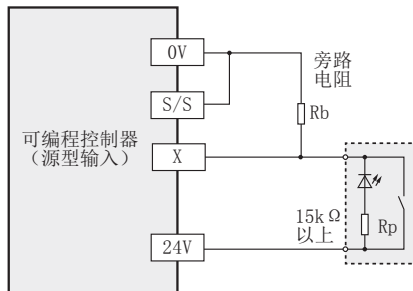 0V
旁路
电阻
S/S
Rb
可编程控制器
（源型输入）
X
15kΩ
以上
Rp
24V